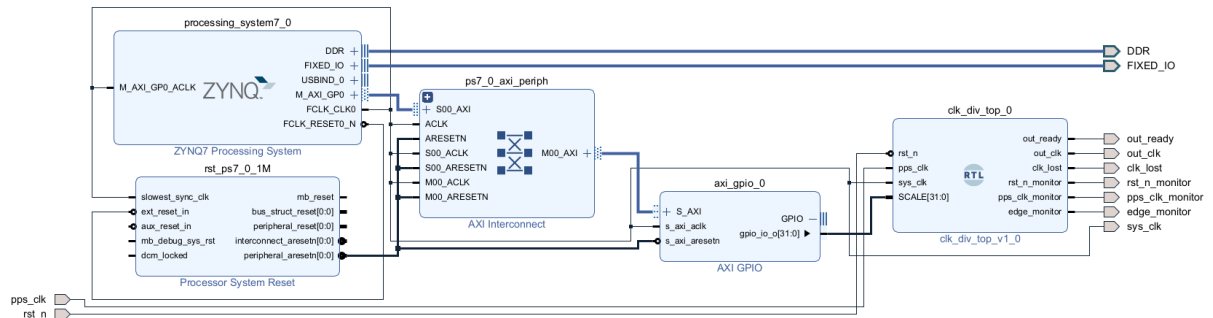 processing_system7_0
DDR
FIXED_IO
USBIND_0
M_AXI_GP0_ACLK
ZYNQ
M_AXI_GP0
FCLK_CLK0
FCLK_RESET0_N
ZYNQ7 Processing System
DDR
FIXED_IO
ps7_0_axi_periph
S00_AXI
ACLK
ARESETN
S00_ACLK
M00_AXI
S00_ARESETN
M00_ACLK
M00_ARESETN
AXI Interconnect
rst_ps7_0_1M
slowest_sync_clk
mb_reset
ext_reset_in
bus_struct_reset[0:0]
aux_reset_in
peripheral_reset[0:0]
mb_debug_sys_rst
interconnect_aresetn[0:0]
dcm_locked
peripheral_aresetn[0:0]
Processor System Reset
axi_gpio_0
S_AXI
GPIO
s_axi_aclk
gpio_io_o[31:0]
s_axi_aresetn
AXI GPIO
clk_div_top_0
out_ready
rst_n
out_clk
pps_clk
clk_lost
sys_clk
RTL
rst_n_monitor
SCALE[31:0]
pps_clk_monitor
edge_monitor
clk_div_top_v1_0
out_ready
out_clk
clk_lost
rst_n_monitor
pps_clk_monitor
edge_monitor
sys_clk
pps_clk
rst_n